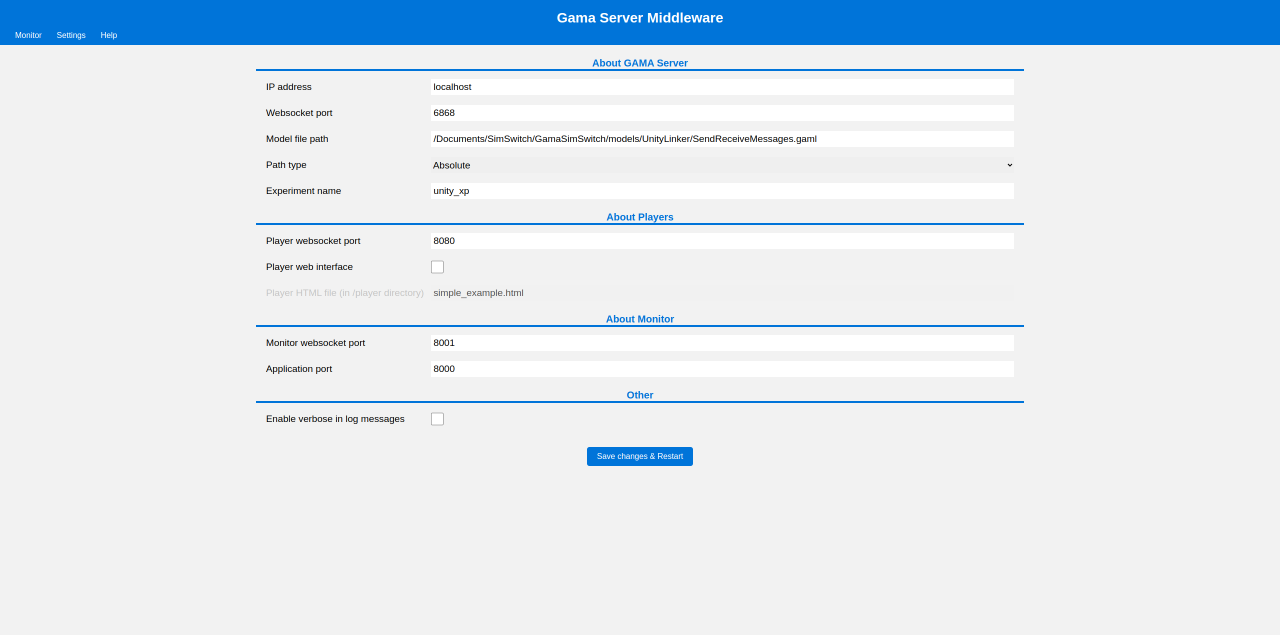 Gama Server Middleware
Monitor Settings Help
About GAMA Server
IP address localhost
Websocket port 6868
Model file path /Documents/SimSwitch/GamaSimSwitch/models/UnityLinker/SendReceiveMessages.gaml
Path type Absolute
Experiment name unity_xp
About Players
Player websocket port 8080
Player web interface
Player HTML file (in /player directory) simple_example.html
About Monitor
Monitor websocket port 8001
Application port 8000
Other
Enable verbose in log messages
Save changes & Restart